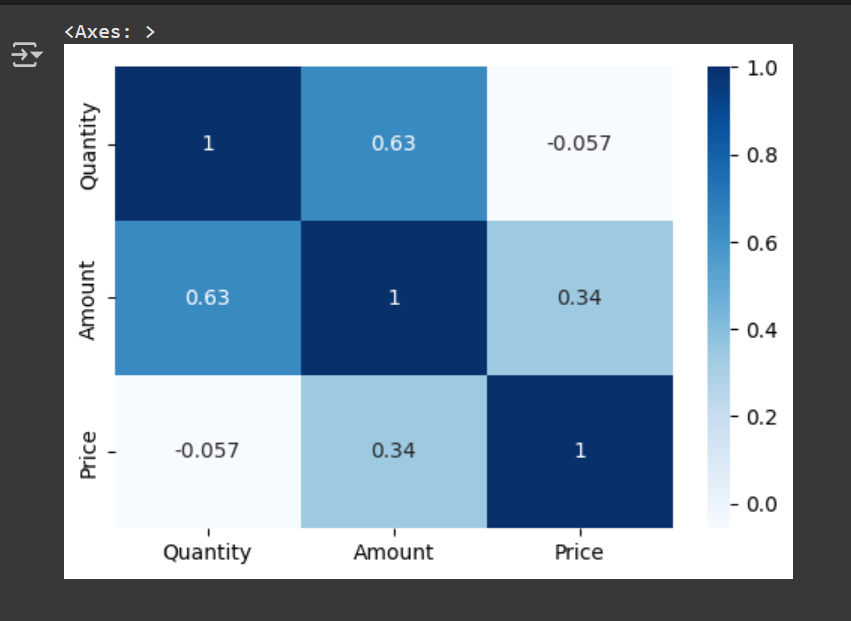 <Axes: >
1.0
Quantity
1
0.63
-0.057
0.8
0.6
Amount
0.63
1
0.34
0.4
0.2
Price
-0.057
0.34
1
0.0
Quantity
Amount
Price